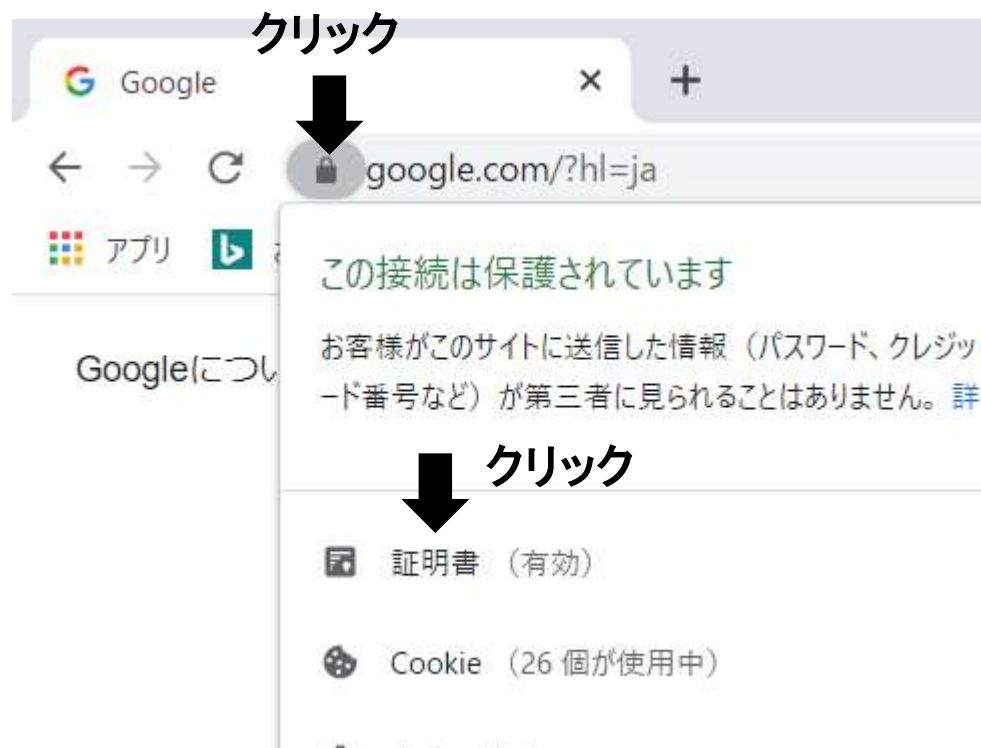 クリック
Google
google.com/?hl=ja
アプリ
この接続は保護されています
お客様がこのサイトに送信した情報（パスワード、クレジッ
Googleについ
ード番号など）が第三者に見られることはありません。詳
クリック
証明書（有効）
Cookie（26 個が使用中）